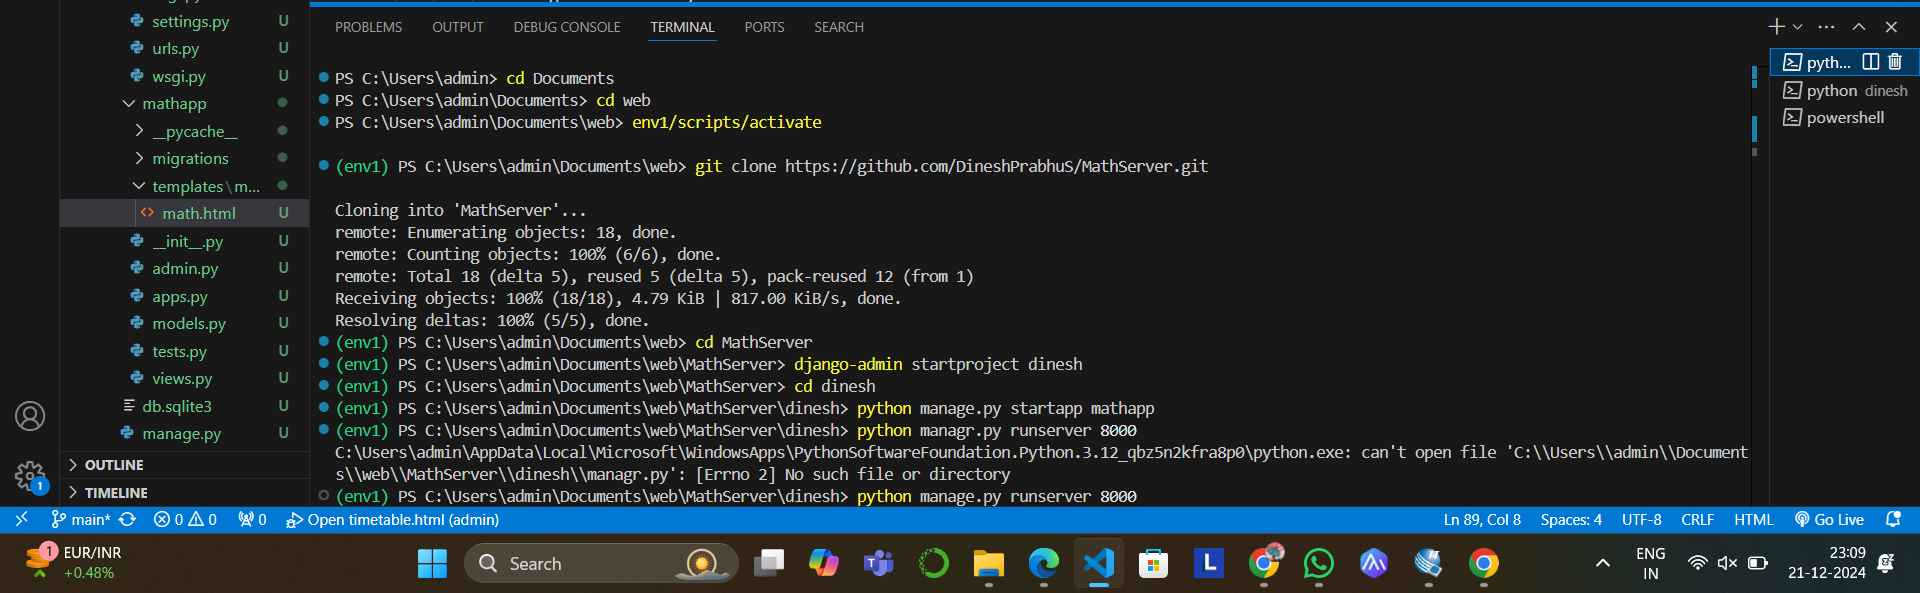 settings.py U
urls.py U
wsgi.py U
mathapp
__pycache__
migrations
templates\m...
math.html U
__init__.py U
admin.py U
apps.py U
models.py U
tests.py U
views.py U
db.sqlite3 U
manage.py U
OUTLINE
TIMELINE
1
PROBLEMS OUTPUT DEBUG CONSOLE TERMINAL PORTS SEARCH
PS C:\Users\admin> cd Documents
PS C:\Users\admin\Documents> cd web
PS C:\Users\admin\Documents\web> env1/scripts/activate
(env1) PS C:\Users\admin\Documents\web> git clone https://github.com/DineshPrabhuS/MathServer.git
Cloning into 'MathServer'...
remote: Enumerating objects: 18, done.
remote: Counting objects: 100% (6/6), done.
remote: Total 18 (delta 5), reused 5 (delta 5), pack-reused 12 (from 1)
Receiving objects: 100% (18/18), 4.79 KiB | 817.00 KiB/s, done.
Resolving deltas: 100% (5/5), done.
(env1) PS C:\Users\admin\Documents\web> cd MathServer
(env1) PS C:\Users\admin\Documents\web\MathServer> django-admin startproject dinesh
(env1) PS C:\Users\admin\Documents\web\MathServer> cd dinesh
(env1) PS C:\Users\admin\Documents\web\MathServer\dinesh> python manage.py startapp mathapp
(env1) PS C:\Users\admin\Documents\web\MathServer\dinesh> python managr.py runserver 8000
C:\Users\admin\AppData\Local\Microsoft\WindowsApps\PythonSoftwareFoundation.Python.3.12_qbz5n2kfra8p0\python.exe: can't open file 'C:\\Users\\admin\\Document
s\\web\\MathServer\\dinesh\\managr.py': [Errno 2] No such file or directory
(env1) PS C:\Users\admin\Documents\web\MathServer\dinesh> python manage.py runserver 8000
pyth...
python dinesh
powershell
main* 0 0 0 Open timetable.html (admin) Ln 89, Col 8 Spaces: 4 UTF-8 CRLF HTML Go Live
1
EUR/INR
+0.48%
Search
L
ENG
IN
23:09
21-12-2024